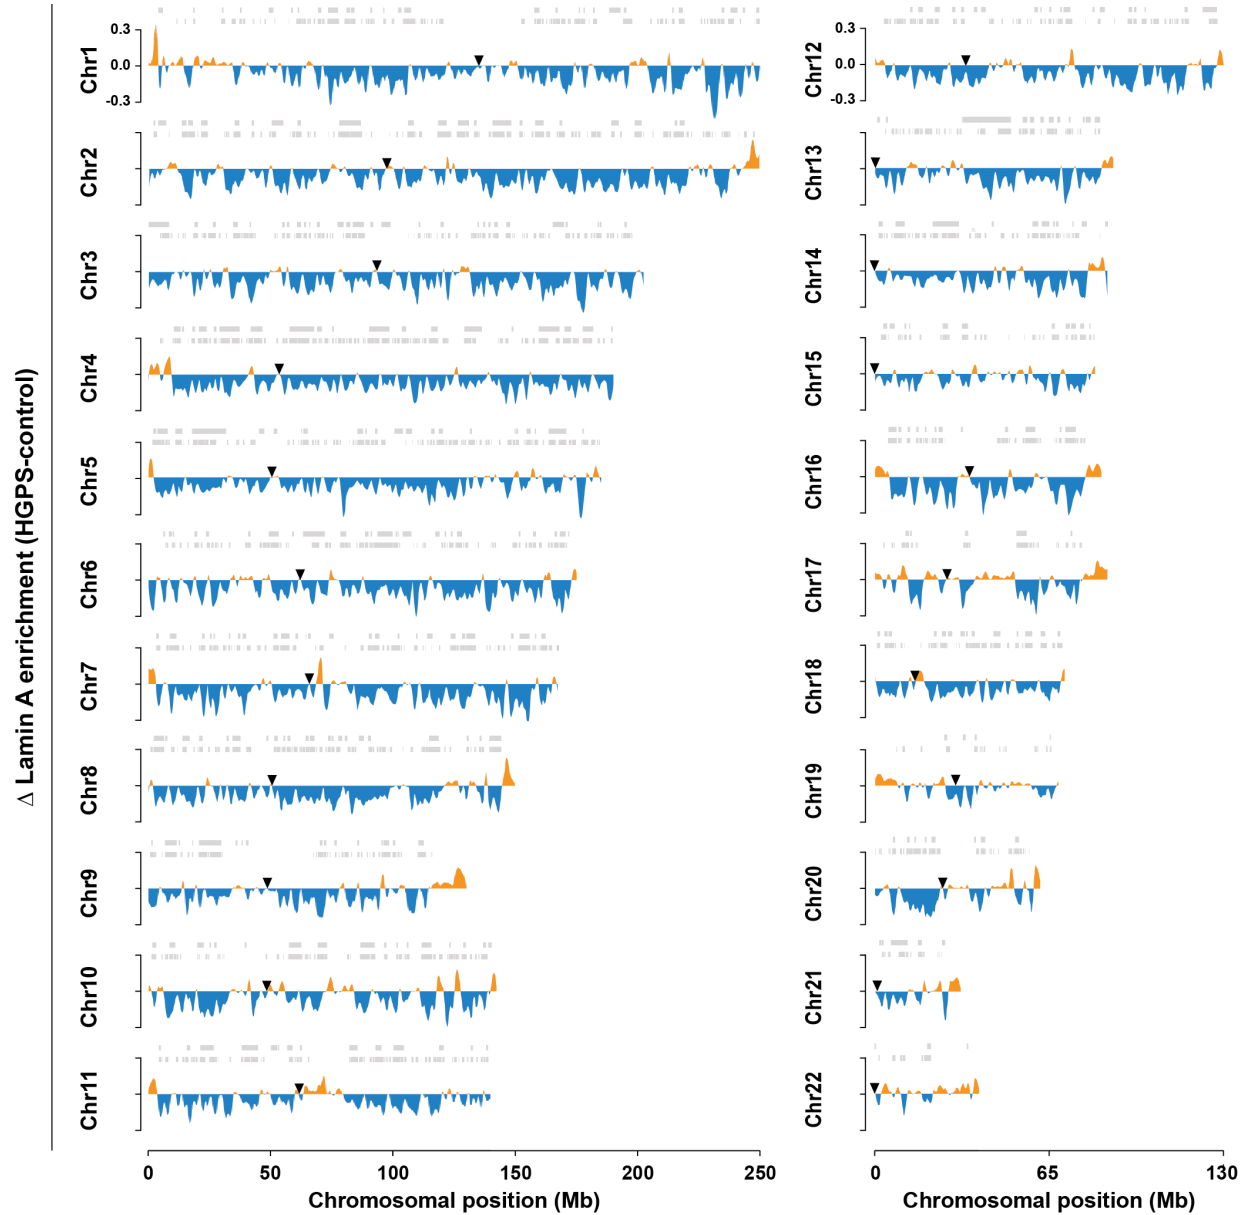 Δ Lamin A enrichment (HGPS-control)
Chr1
0.3
0.0
-0.3
Chr2
Chr3
Chr4
Chr5
Chr6
Chr7
Chr8
Chr9
Chr10
Chr11
0 50 100 150 200 250
Chromosomal position (Mb)
Chr12
0.3
0.0
-0.3
Chr13
Chr14
Chr15
Chr16
Chr17
Chr18
Chr19
Chr20
Chr21
Chr22
0 65 130
Chromosomal position (Mb)